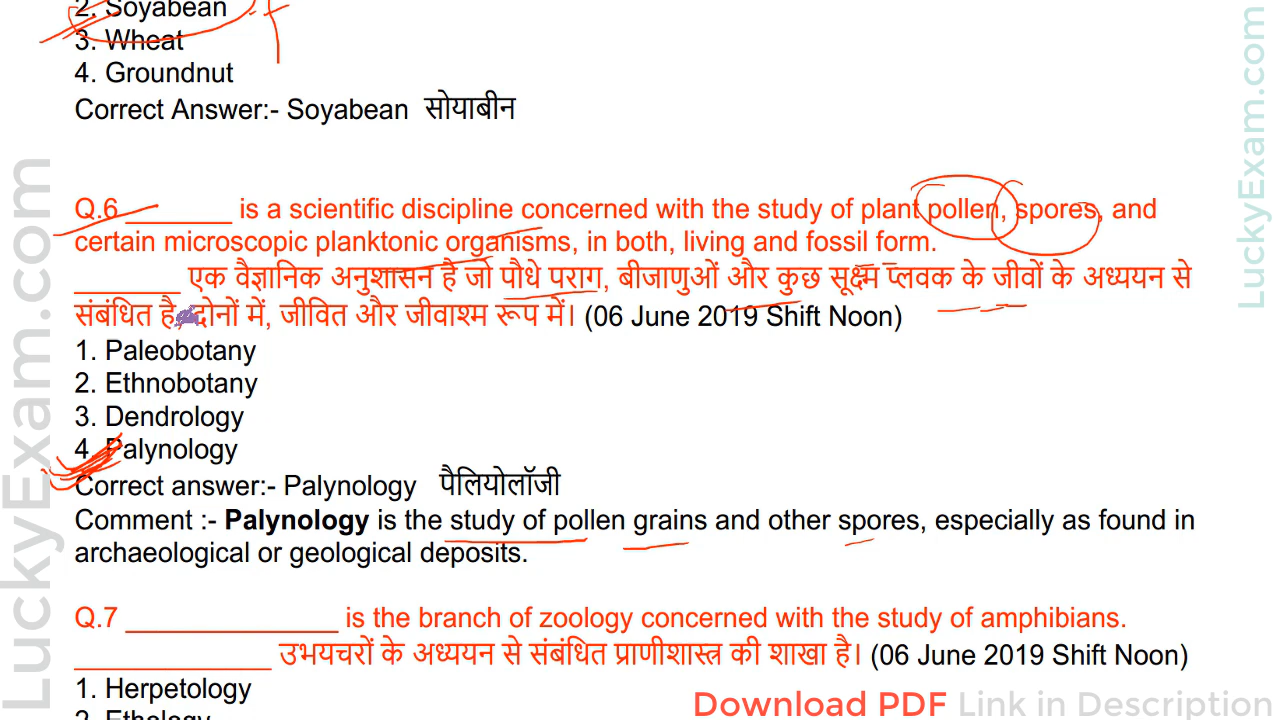 2. Soyabean
3. Wheat
4. Groundnut
Correct Answer:- Soyabean सोयाबीन
Q.6 _______ is a scientific discipline concerned with the study of plant pollen, spores, and
certain microscopic planktonic organisms, in both, living and fossil form.
_______ एक वैज्ञानिक अनुशासन है जो पौधे पराग, बीजाणुओं और कुछ सूक्ष्म प्लवक के जीवों के अध्ययन से
संबंधित है, दोनों में, जीवित और जीवाश्म रूप में। (06 June 2019 Shift Noon)
1. Paleobotany
2. Ethnobotany
3. Dendrology
4. Palynology
Correct answer:- Palynology पैलियोलॉजी
Comment :- Palynology is the study of pollen grains and other spores, especially as found in
archaeological or geological deposits.
Q.7 ______________ is the branch of zoology concerned with the study of amphibians.
_____________ उभयचरों के अध्ययन से संबंधित प्राणीशास्त्र की शाखा है। (06 June 2019 Shift Noon)
1. Herpetology
2. Ethology
Download PDF Link in Description
LuckyExam.com
LuckyExam.com